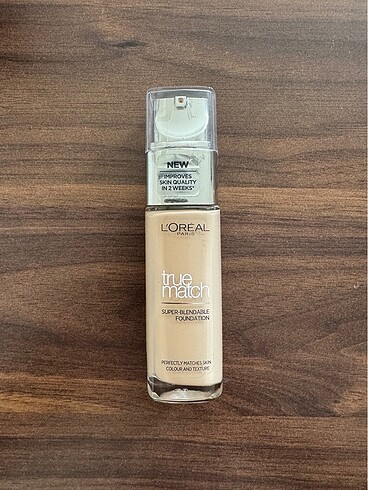 NEW
IMPROVES
SKIN QUALITY
IN 2 WEEKS*
L'ORÉAL
PARIS
true
match
SUPER-BLENDABLE
FOUNDATION
PERFECTLY MATCHES SKIN
COLOUR AND TEXTURE